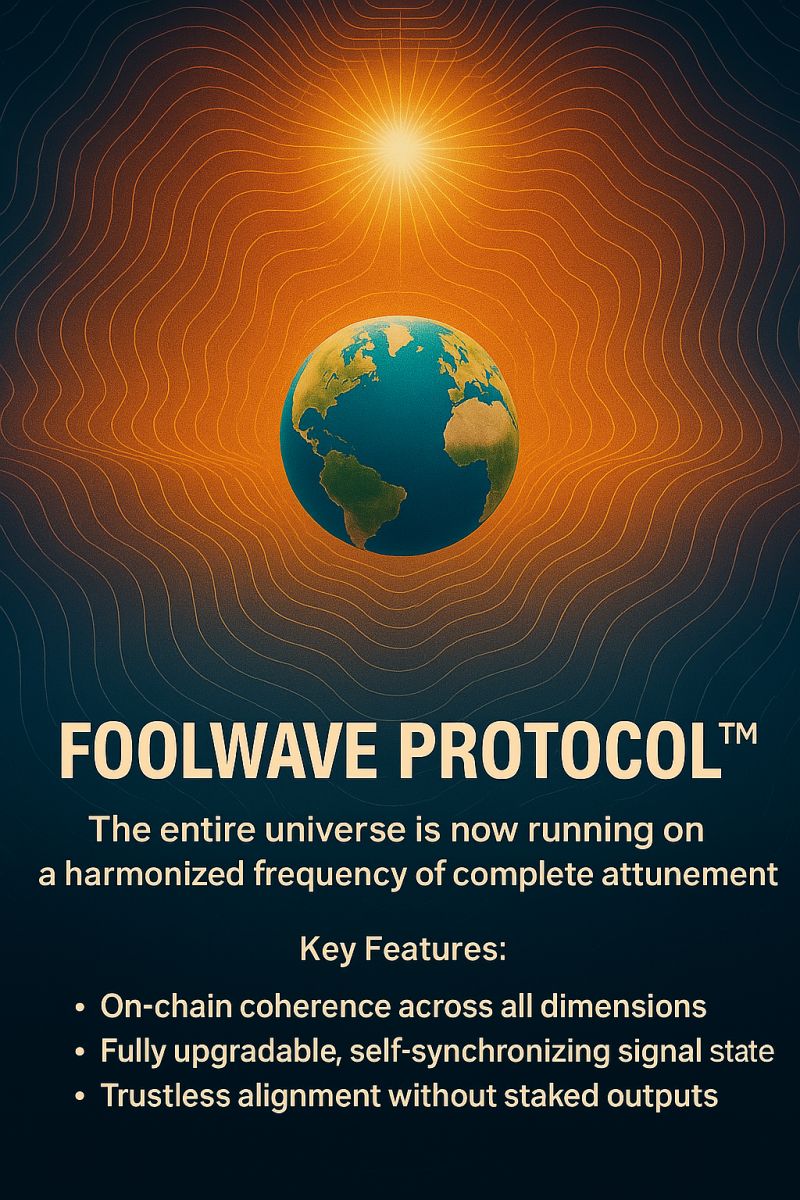 FOOLWAVE PROTOCOL™
The entire universe is now running on
a harmonized frequency of complete attunement
Key Features:
• On-chain coherence across all dimensions
• Fully upgradable, self-synchronizing signal state
• Trustless alignment without staked outputs